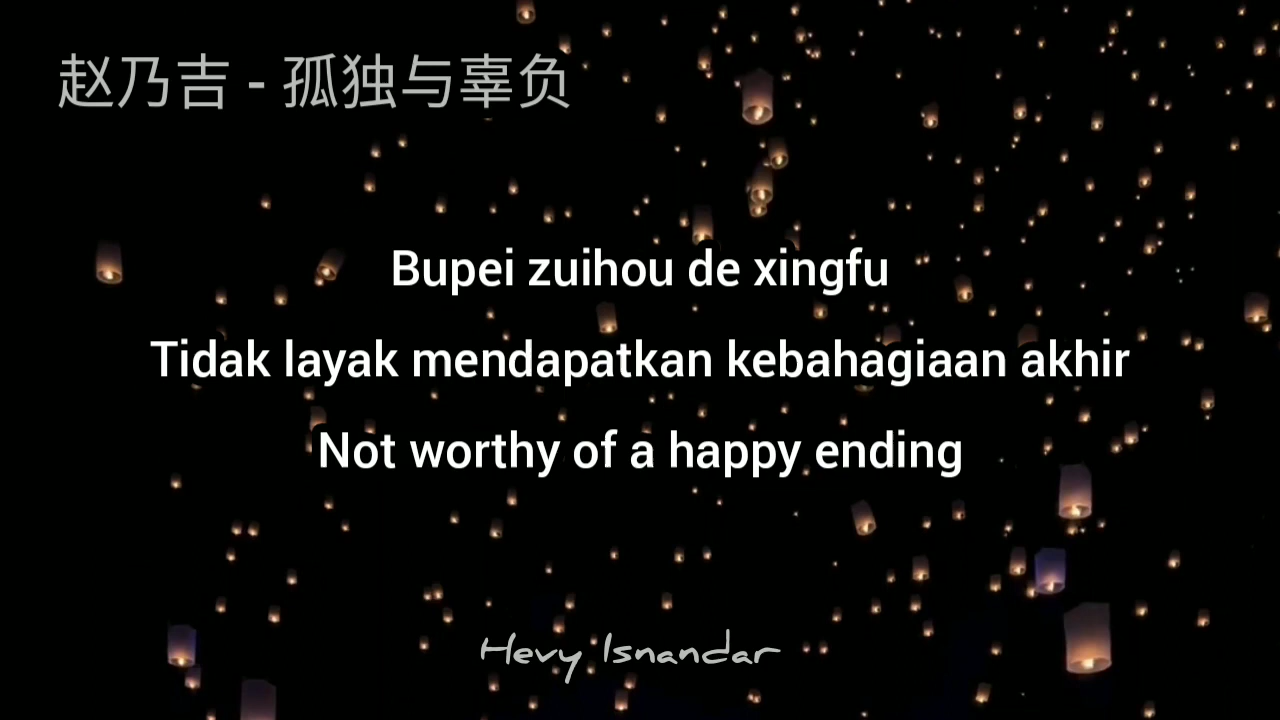 赵乃吉 - 孤独与辜负
Bupei zuihou de xingfu
Tidak layak mendapatkan kebahagiaan akhir
Not worthy of a happy ending
Hevy Isnandar